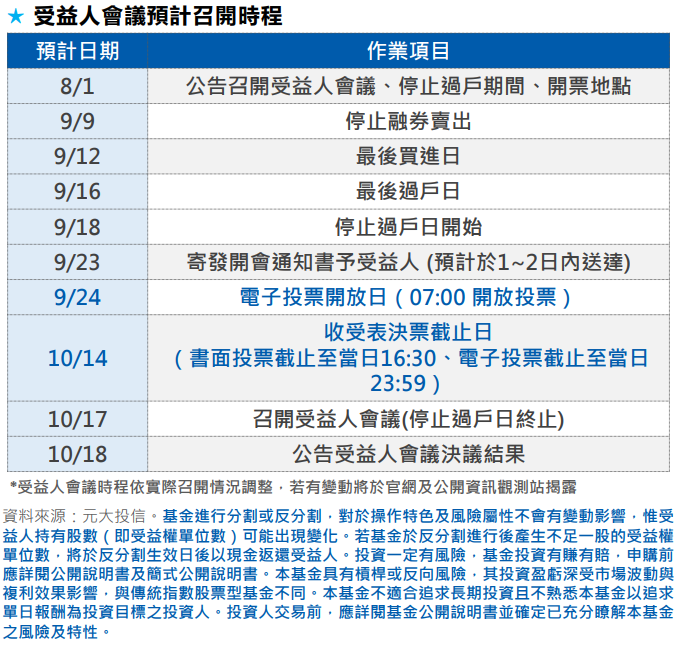 ★ 受益人會議預計召開時程
預計日期 作業項目
8/1 公告召開受益人會議、停止過戶期間、開票地點
9/9 停止融券賣出
9/12 最後買進日
9/16 最後過戶日
9/18 停止過戶日開始
9/23 寄發開會通知書予受益人 (預計於1~2日內送達)
9/24 電子投票開放日（07:00 開放投票）
10/14 收受表決票截止日
（書面投票截止至當日16:30、電子投票截止至當日
23:59）
10/17 召開受益人會議(停止過戶日終止)
10/18 公告受益人會議決議結果
*受益人會議時程依實際召開情況調整，若有變動將於官網及公開資訊觀測站揭露
資料來源：元大投信。基金進行分割或反分割，對於操作特色及風險屬性不會有變動影響，惟受
益人持有股數（即受益權單位數）可能出現變化。若基金於反分割進行後產生不足一股的受益權
單位數，將於反分割生效日後以現金返還受益人。投資一定有風險，基金投資有賺有賠，申購前
應詳閱公開說明書及簡式公開說明書。本基金具有槓桿或反向風險，其投資盈虧深受市場波動與
複利效果影響，與傳統指數股票型基金不同。本基金不適合追求長期投資且不熟悉本基金以追求
單日報酬為投資目標之投資人。投資人交易前，應詳閱基金公開說明書並確定已充分瞭解本基金
之風險及特性。